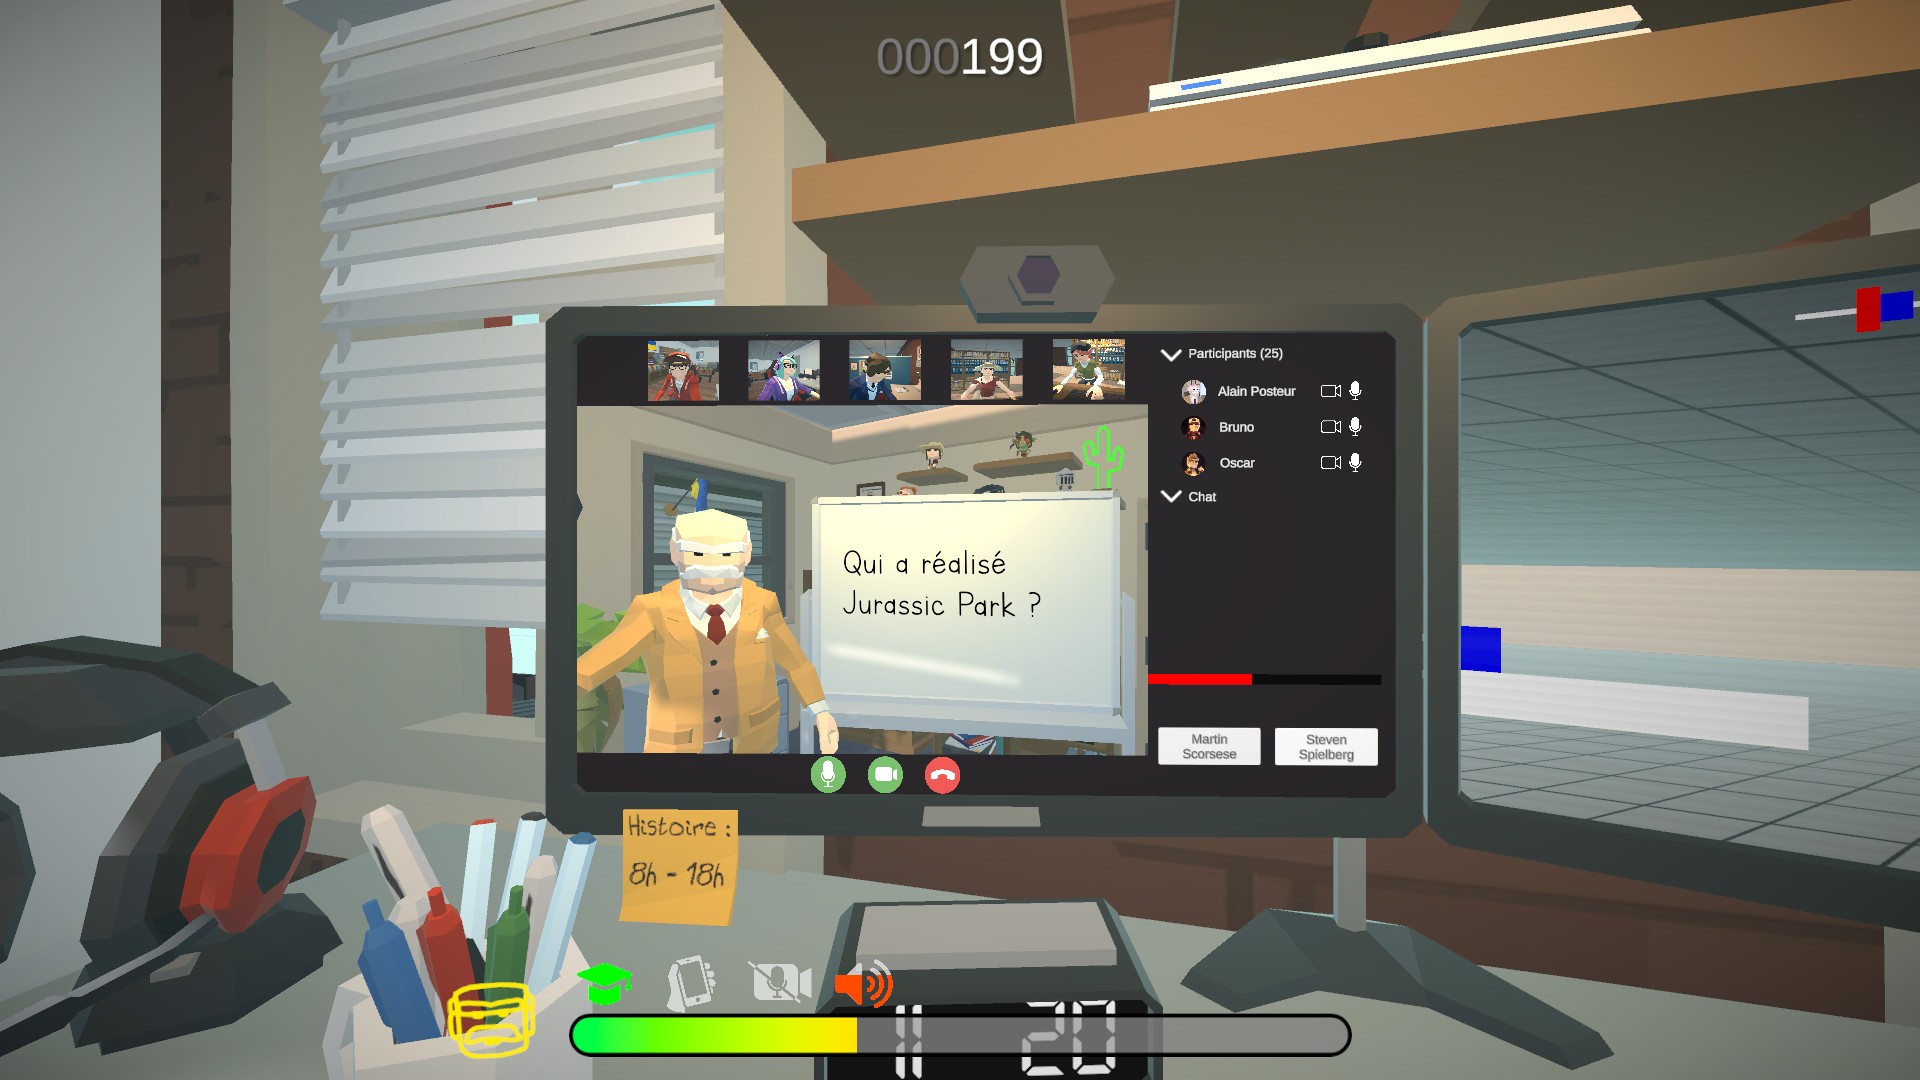 000199
Participants (25)
Alain Posteur
Bruno
Oscar
Chat
Qui a réalisé
Jurassic Park ?
Martin
Scorsese
Steven
Spielberg
Histoire :
8h - 18h
11 20